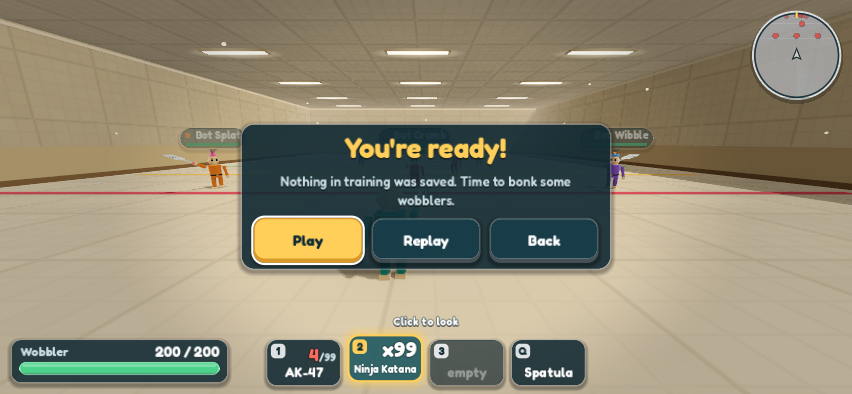 Bot Splat
Bot Crumb
Bot Wibble
You're ready!
Nothing in training was saved. Time to bonk some
wobblers.
Play
Replay
Back
Click to look
Wobbler
200 / 200
1
4/99
AK-47
2
x99
Ninja Katana
3
empty
Q
Spatula